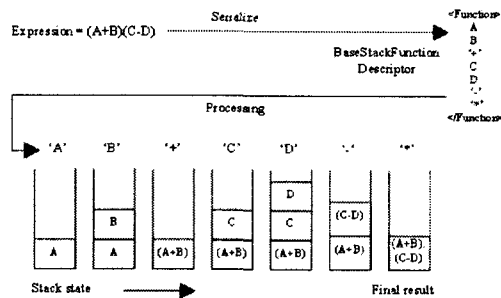 Serialize
Expression = (A+B)(C-D)
BaseStackFunction
Descriptor
<Function>
A
B
'+'
C
D
'-'
'*'
</Function>
Processing
'A' 'B' '+' 'C' 'D' '-' '*'
D
B C C (C-D)
A A (A+B) (A+B) (A+B) (A+B) (A+B)
(C-D)
Stack state
Final result